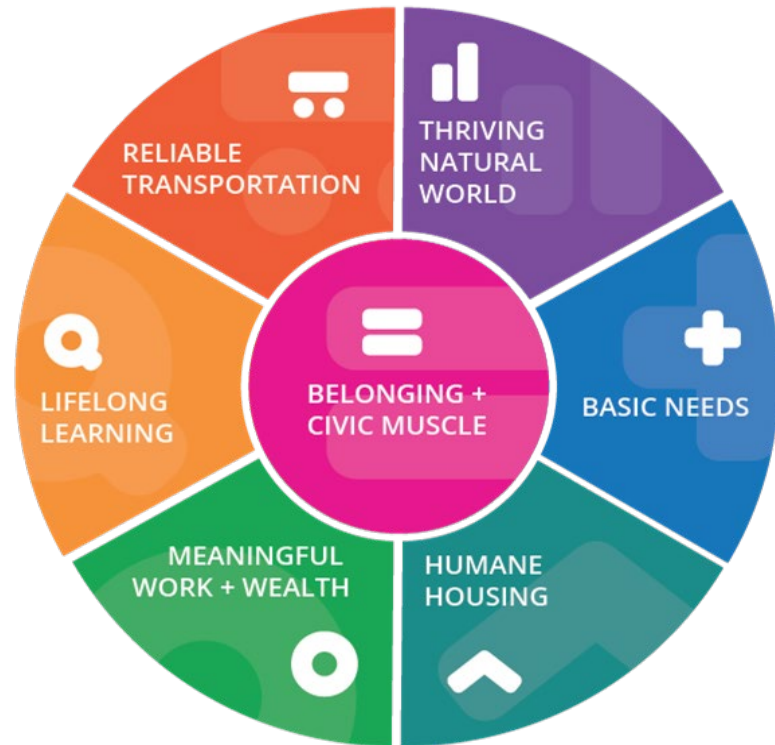 THRIVING
NATURAL
WORLD
RELIABLE
TRANSPORTATION
BELONGING +
CIVIC MUSCLE
LIFELONG
LEARNING
BASIC NEEDS
MEANINGFUL
WORK + WEALTH
HUMANE
HOUSING